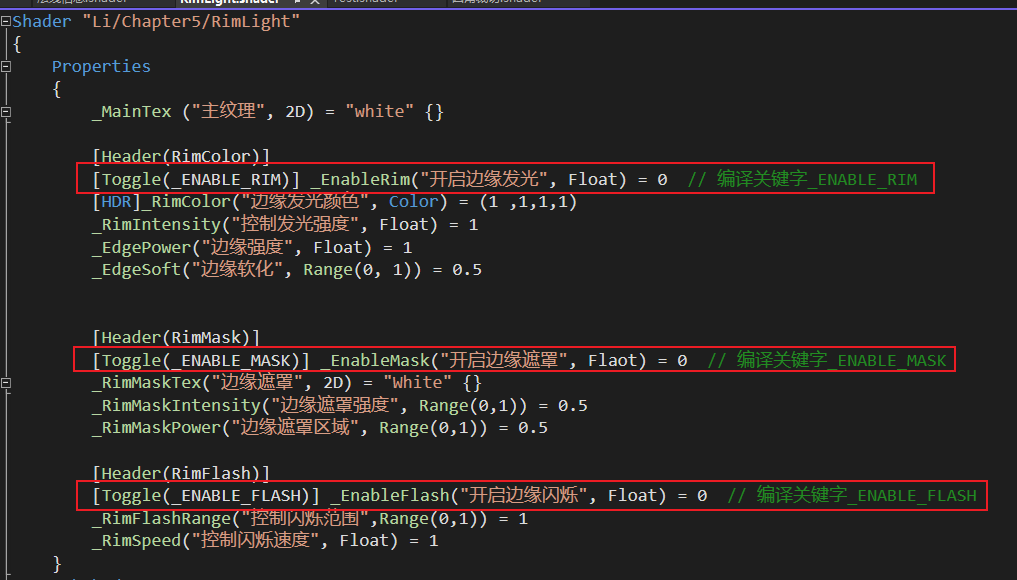 RimLight.shader
Shader "Li/Chapter5/RimLight"
{
Properties
{
_MainTex ("主纹理", 2D) = "white" {}
[Header(RimColor)]
[Toggle(_ENABLE_RIM)] _EnableRim("开启边缘发光", Float) = 0  // 编译关键字_ENABLE_RIM
[HDR]_RimColor("边缘发光颜色", Color) = (1 ,1,1,1)
_RimIntensity("控制发光强度", Float) = 1
_EdgePower("边缘强度", Float) = 1
_EdgeSoft("边缘软化", Range(0, 1)) = 0.5
[Header(RimMask)]
[Toggle(_ENABLE_MASK)] _EnableMask("开启边缘遮罩", Flaot) = 0  // 编译关键字_ENABLE_MASK
_RimMaskTex("边缘遮罩", 2D) = "White" {}
_RimMaskIntensity("边缘遮罩强度", Range(0,1)) = 0.5
_RimMaskPower("边缘遮罩区域", Range(0,1)) = 0.5
[Header(RimFlash)]
[Toggle(_ENABLE_FLASH)] _EnableFlash("开启边缘闪烁", Float) = 0  // 编译关键字_ENABLE_FLASH
_RimFlashRange("控制闪烁范围",Range(0,1)) = 1
_RimSpeed("控制闪烁速度", Float) = 1
}